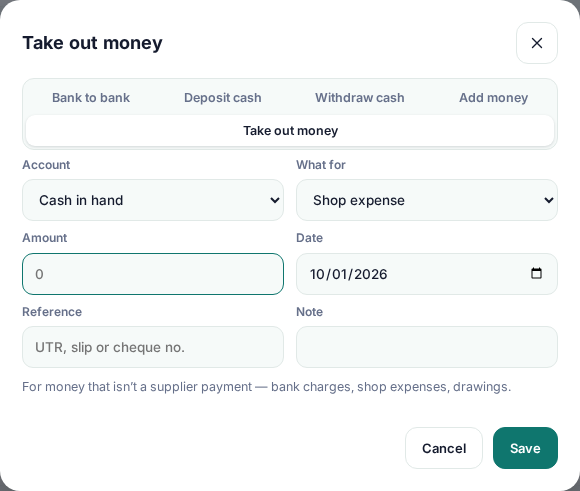 Take out money
Bank to bank Deposit cash Withdraw cash Add money
Take out money
Account What for
Cash in hand Shop expense
Amount Date
0 10/01/2026
Reference Note
UTR, slip or cheque no.
For money that isn’t a supplier payment — bank charges, shop expenses, drawings.
Cancel Save